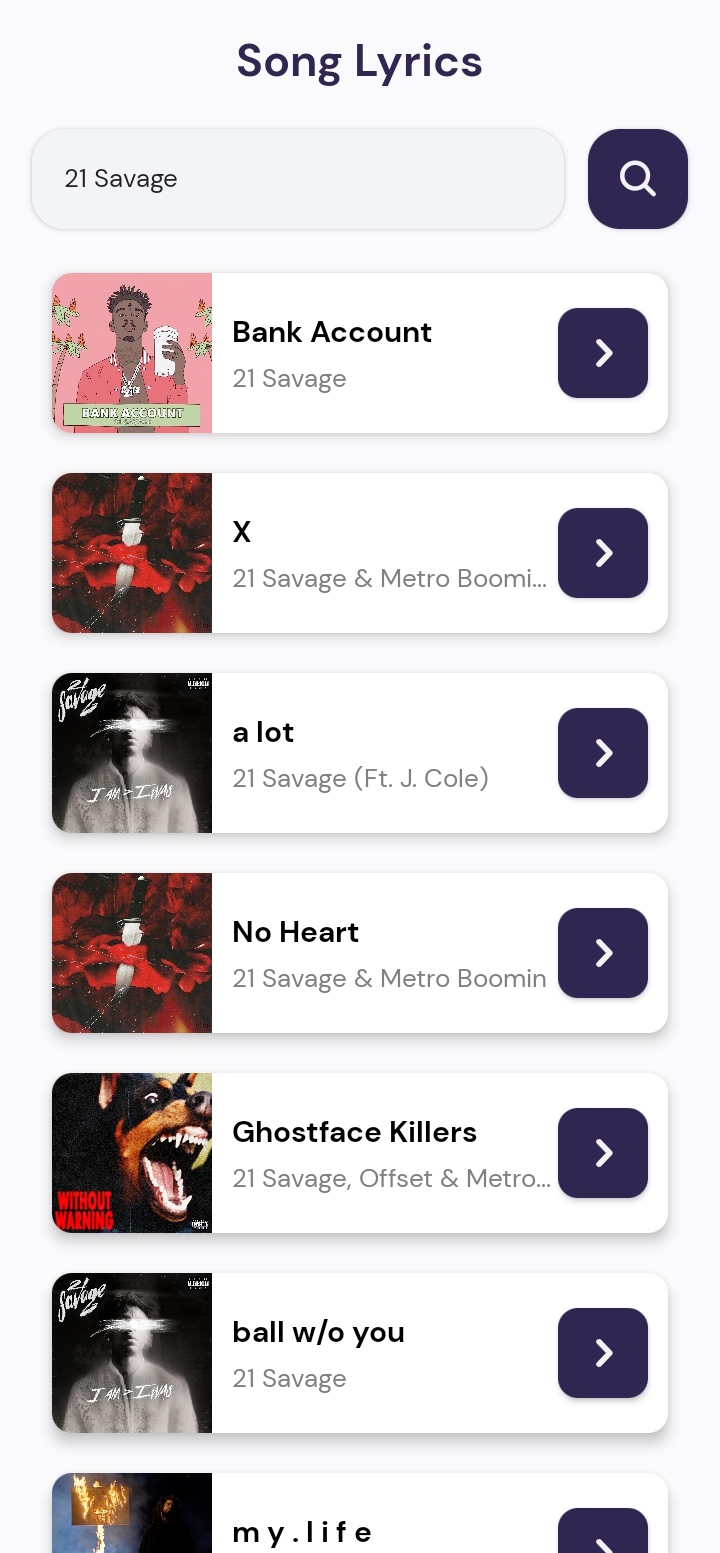 Song Lyrics
21 Savage
BANK ACCOUNT
21 SAVAGE
Bank Account
21 Savage
X
21 Savage & Metro Boomi...
21 Savage
I AM > I WAS
a lot
21 Savage (Ft. J. Cole)
No Heart
21 Savage & Metro Boomin
WITHOUT
WARNING
Ghostface Killers
21 Savage, Offset & Metro...
21 Savage
I AM > I WAS
ball w/o you
21 Savage
m y . l i f e